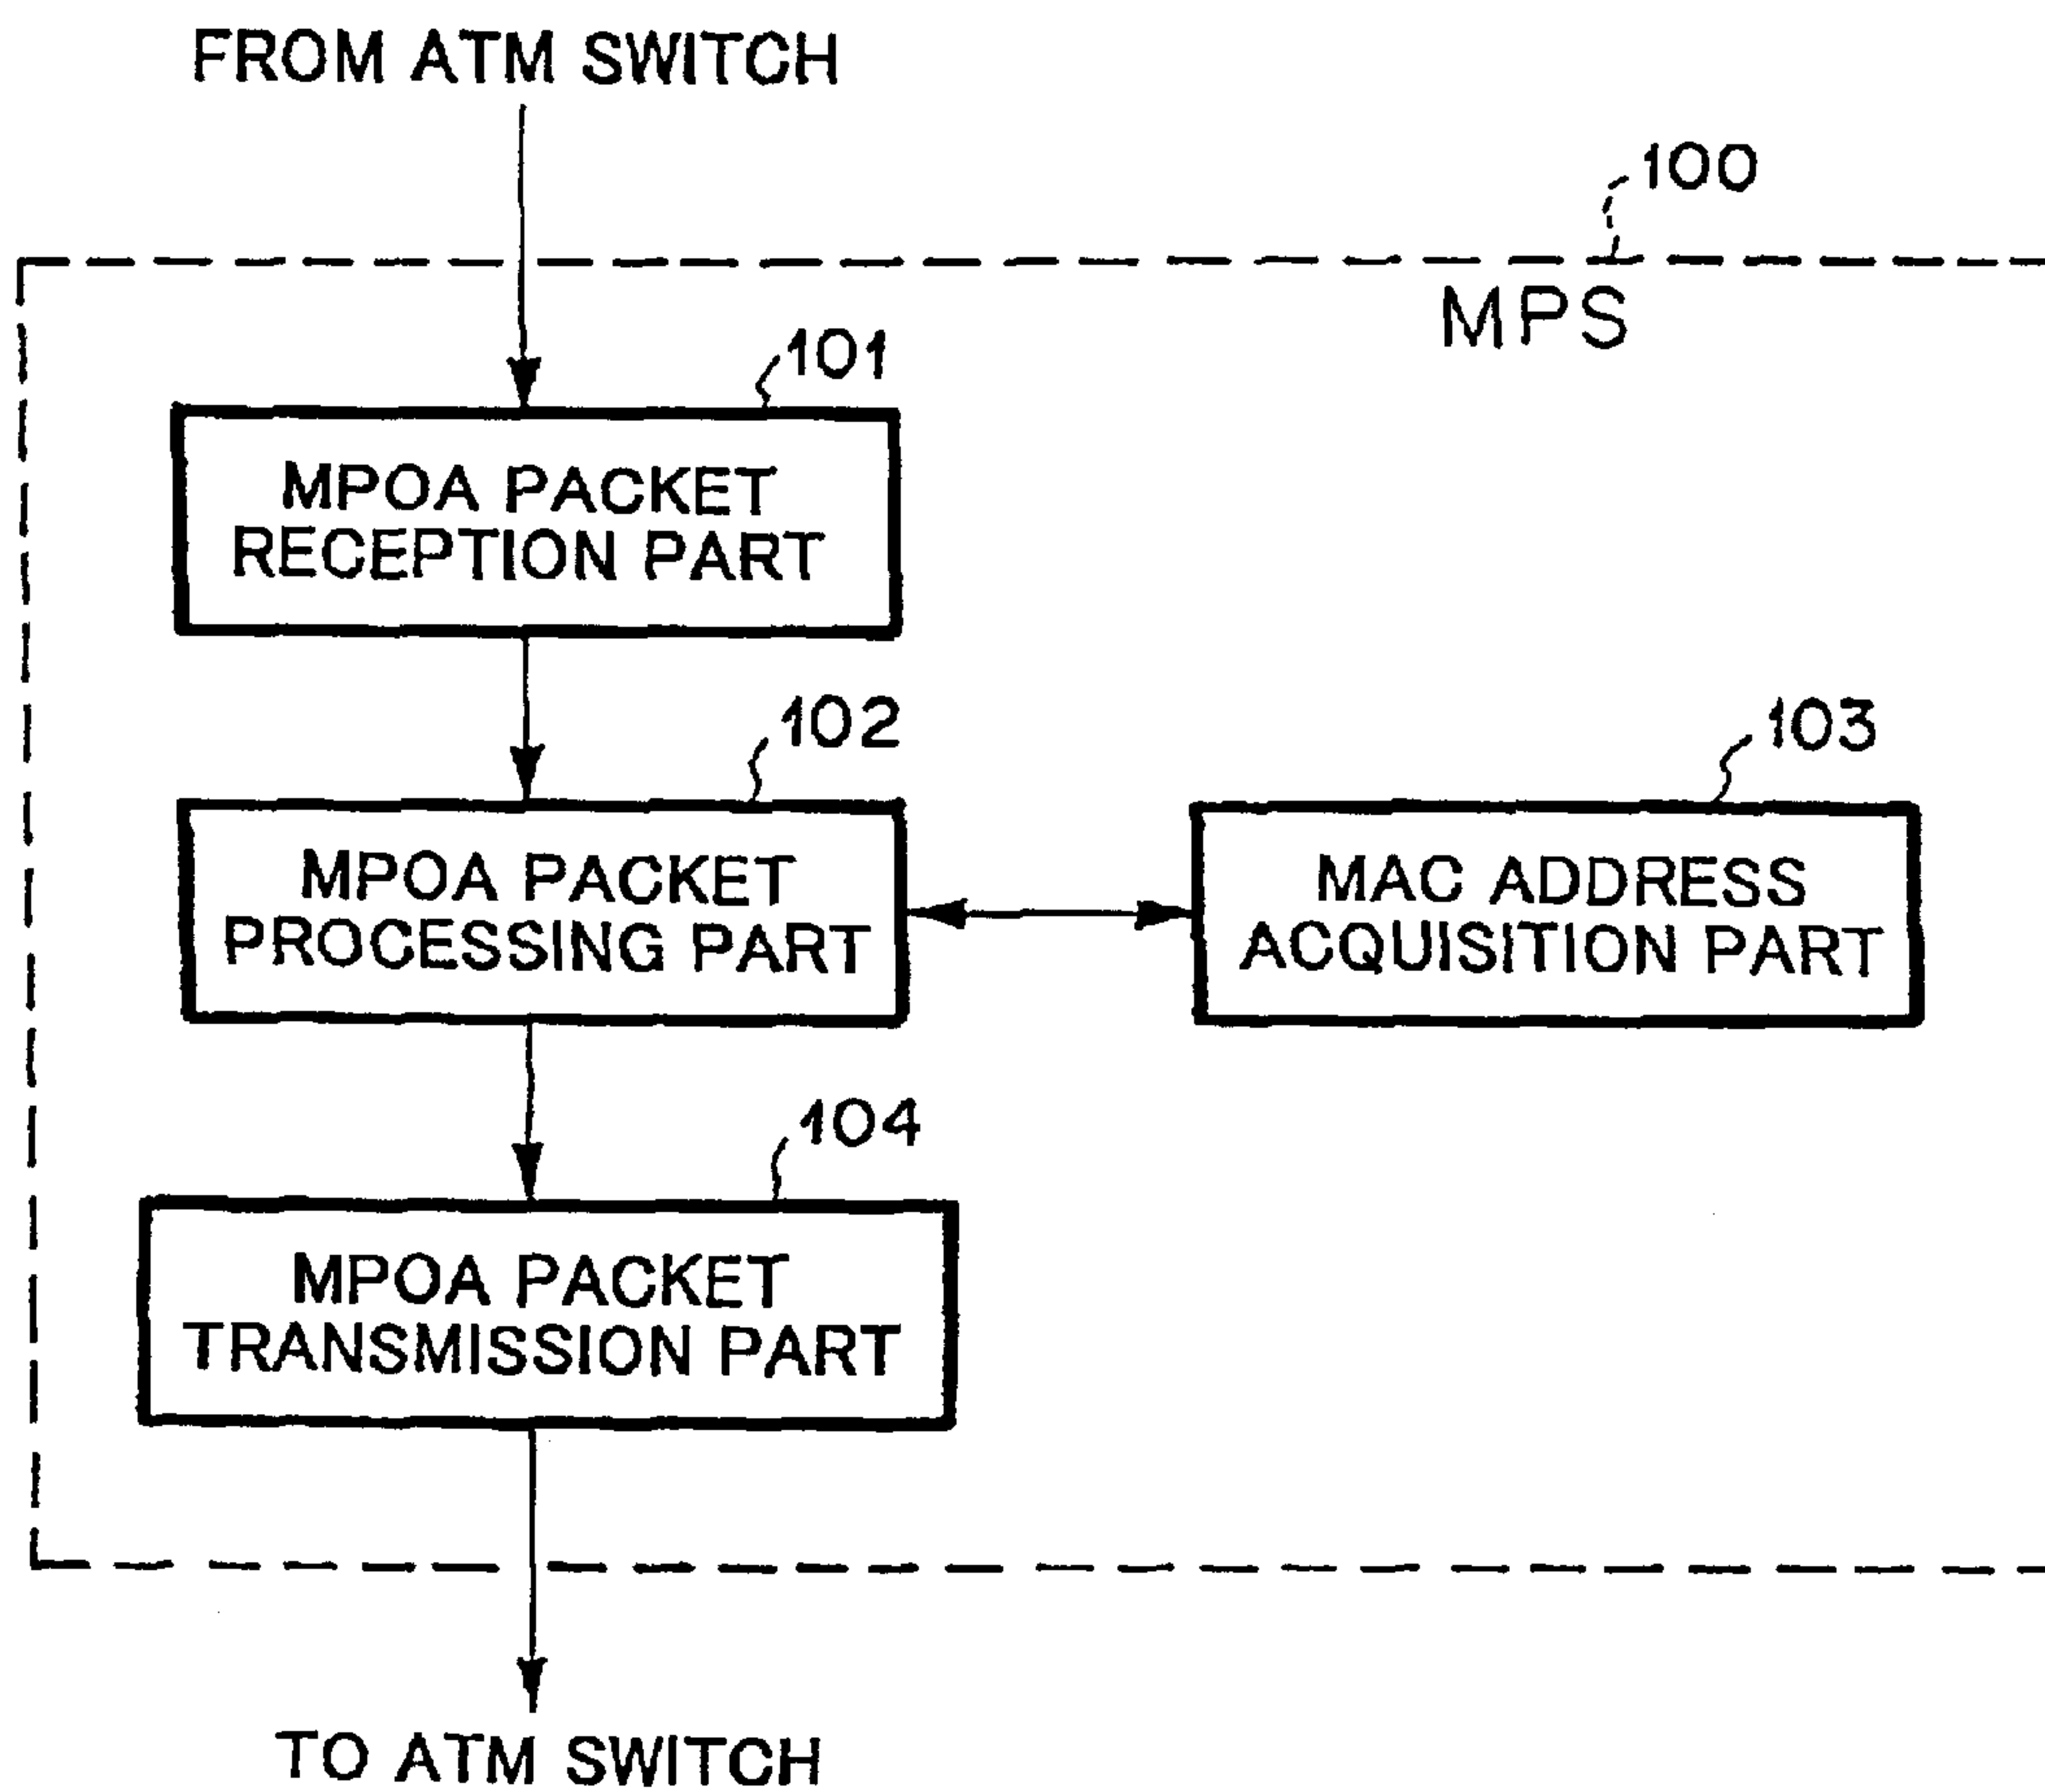 FROM ATM SWITCH
100
MPS
101
MPOA PACKET
RECEPTION PART
102
MPOA PACKET
PROCESSING PART
103
MAC ADDRESS
ACQUISITION PART
104
MPOA PACKET
TRANSMISSION PART
TO ATM SWITCH